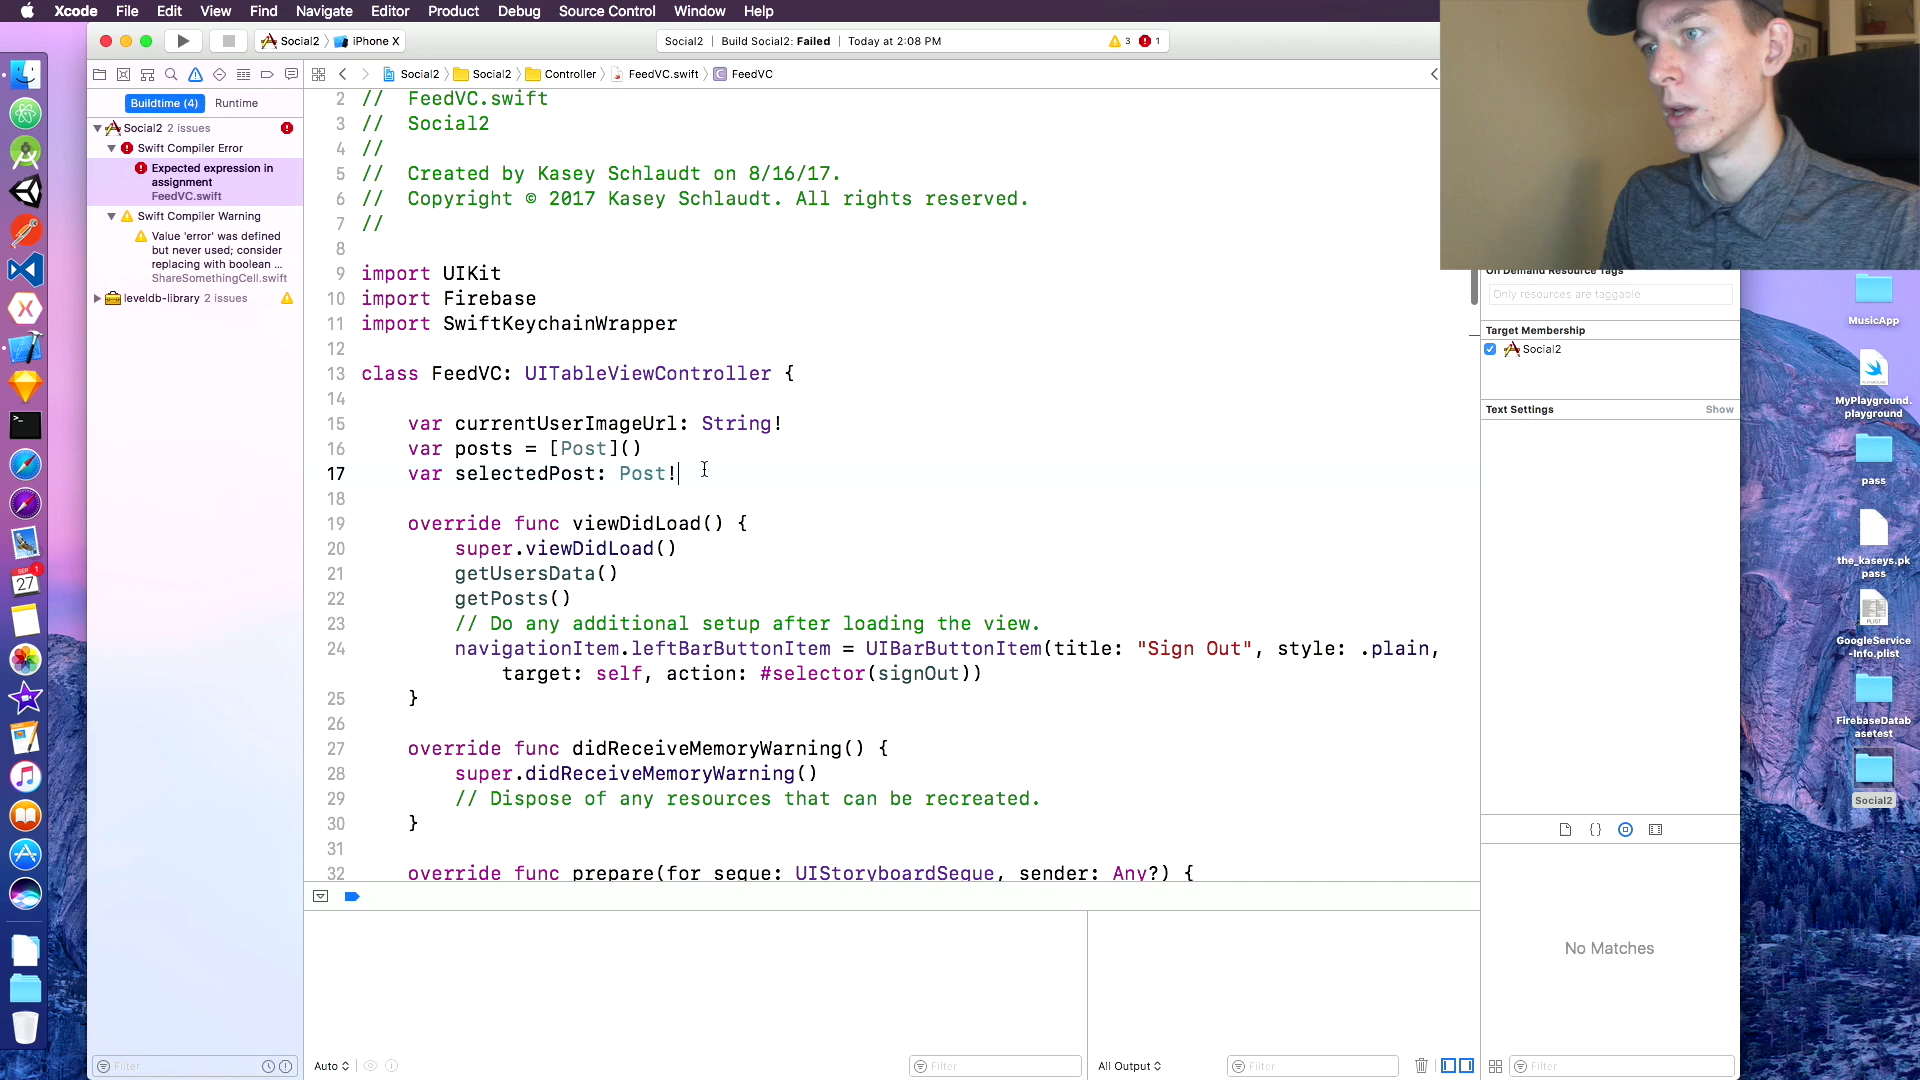 Xcode File Edit View Find Navigate Editor Product Debug Source Control Window Help
Social2 iPhone X
Social2 | Build Social2: Failed | Today at 2:08 PM
3 1
Social2 Social2 Controller FeedVC.swift FeedVC
Buildtime (4) Runtime
Social2 2 issues
Swift Compiler Error
Expected expression in
assignment
FeedVC.swift
Swift Compiler Warning
Value 'error' was defined
but never used; consider
replacing with boolean ...
ShareSomethingCell.swift
leveldb-library 2 issues
2 // FeedVC.swift
3 // Social2
4 //
5 // Created by Kasey Schlaudt on 8/16/17.
6 // Copyright © 2017 Kasey Schlaudt. All rights reserved.
7 //
8
9 import UIKit
10 import Firebase
11 import SwiftKeychainWrapper
12
13 class FeedVC: UITableViewController {
14
15 var currentUserImageUrl: String!
16 var posts = [Post]()
17 var selectedPost: Post!
18
19 override func viewDidLoad() {
20 super.viewDidLoad()
21 getUsersData()
22 getPosts()
23 // Do any additional setup after loading the view.
24 navigationItem.leftBarButtonItem = UIBarButtonItem(title: "Sign Out", style: .plain,
target: self, action: #selector(signOut))
25 }
26
27 override func didReceiveMemoryWarning() {
28 super.didReceiveMemoryWarning()
29 // Dispose of any resources that can be recreated.
30 }
31
32 override func prepare(for segue: UIStoryboardSegue, sender: Any?) {
On Demand Resource Tags
Only resources are taggable
Target Membership
Social2
Text Settings Show
No Matches
Filter
Auto
Filter
All Output
Filter
Filter
MusicApp
MyPlayground.
playground
pass
the_kaseys.pk
pass
GoogleService
-Info.plist
FirebaseDatab
asetest
Social2
SEP
27
1
PLIST